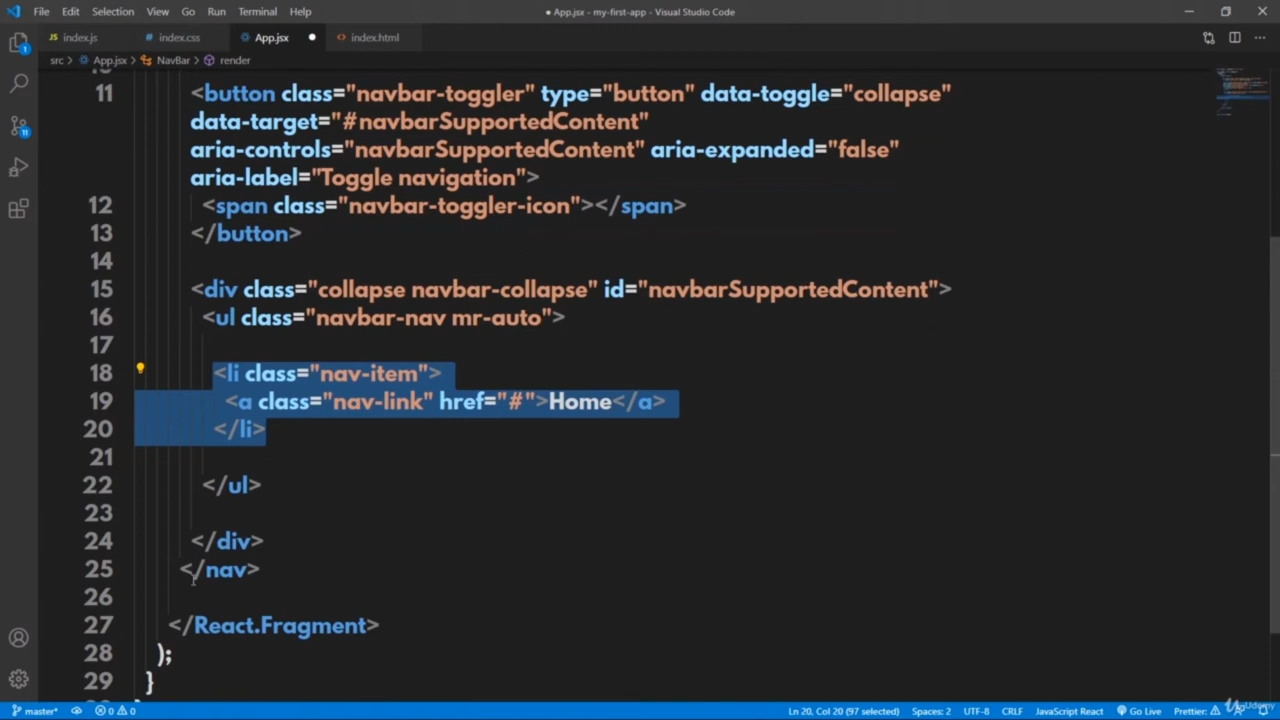 File Edit Selection View Go Run Terminal Help
● App.jsx - my-first-app - Visual Studio Code
JS index.js
index.css
App.jsx ●
<> index.html
src > App.jsx > NavBar > render
11 <button class="navbar-toggler" type="button" data-toggle="collapse"
data-target="#navbarSupportedContent"
aria-controls="navbarSupportedContent" aria-expanded="false"
aria-label="Toggle navigation">
12 <span class="navbar-toggler-icon"></span>
13 </button>
14
15 <div class="collapse navbar-collapse" id="navbarSupportedContent">
16 <ul class="navbar-nav mr-auto">
17
18 <li class="nav-item">
19 <a class="nav-link" href="#">Home</a>
20 </li>
21
22 </ul>
23
24 </div>
25 </nav>
26
27 </React.Fragment>
28 );
29 }
1
11
master* 0 0 Ln 20, Col 20 (97 selected) Spaces: 2 UTF-8 CRLF JavaScript React Go Live Prettier:
Udemy